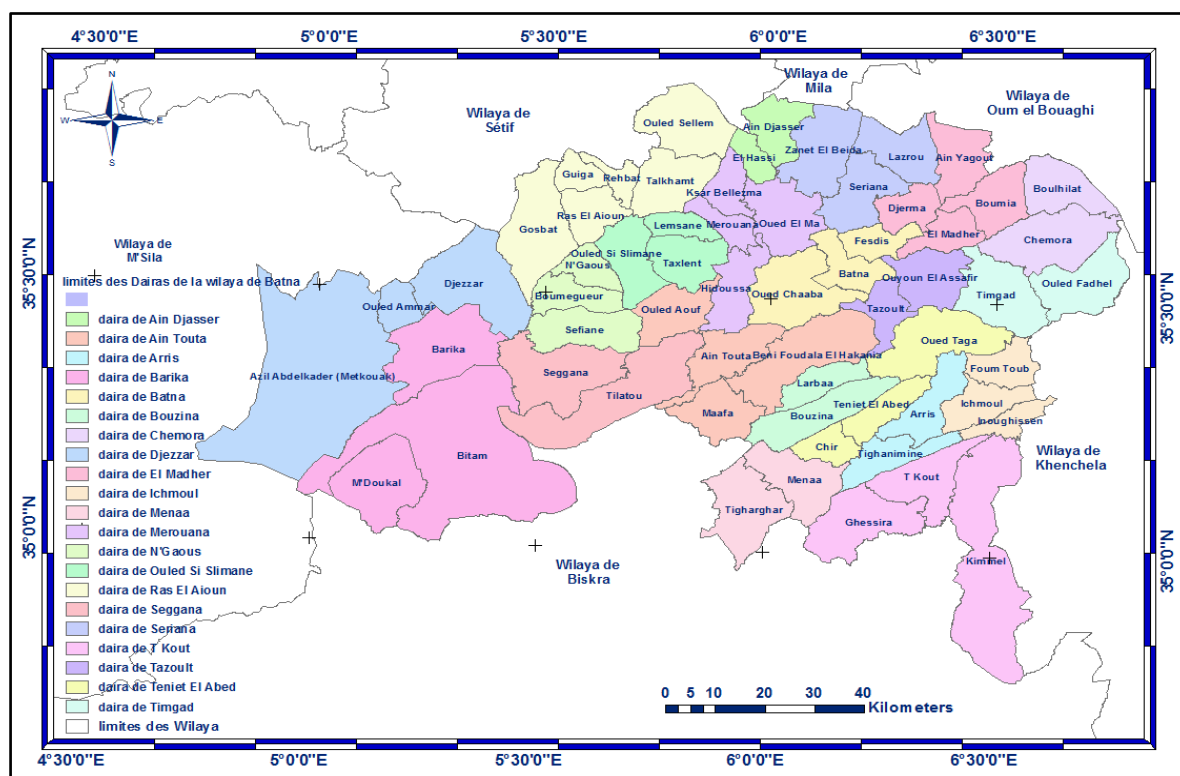 4°30'0"E 5°0'0"E 5°30'0"E 6°0'0"E 6°30'0"E
N
W E
S
Wilaya de
Sétif
Wilaya de
Mila
Wilaya de
Oum el Bouaghi
Wilaya de
M'Sila
Wilaya de
Khenchela
Wilaya de
Biskra
Ouled Sellem
Ain Djasser
El Hassi
Zanet El Beida
Lazrou
Ain Yagout
Guiga
Rehbat
Talkhamt
Ksar Bellezma
Seriana
Boulhilat
Gosbat
Ras El Aioun
Lemsane
Merouana
Oued El Ma
Djerma
Boumia
Fesdis
El Madher
Chemora
Ouled Si Slimane
N'Gaous
Taxlent
Batna
Ouyoun El Assafir
Djezzar
Boumegueur
Hidoussa
Oued Chaaba
Timgad
Ouled Fadhel
Ouled Ammar
Ouled Aouf
Tazoult
Sefiane
Barika
Ain Touta
Beni Foudala El Hakania
Oued Taga
Azil Abdelkader (Metkouak)
Seggana
Tilatou
Larbaa
Foum Toub
Maafa
Bouzina
Teniet El Abed
Arris
Ichmoul
Inoughissen
Bitam
Chir
Tighanimine
M'Doukal
Menaa
T Kout
Tigharghar
Ghessira
Kimmel
limites des Dairas de la wilaya de Batna
daira de Ain Djasser
daira de Ain Touta
daira de Arris
daira de Barika
daira de Batna
daira de Bouzina
daira de Chemora
daira de Djezzar
daira de El Madher
daira de Ichmoul
daira de Menaa
daira de Merouana
daira de N'Gaous
daira de Ouled Si Slimane
daira de Ras El Aioun
daira de Seggana
daira de Seriana
daira de T Kout
daira de Tazoult
daira de Teniet El Abed
daira de Timgad
limites des Wilaya
0 5 10 20 30 40
Kilometers
35°30'0"N
35°0'0"N
35°30'0"N
35°0'0"N
4°30'0"E 5°0'0"E 5°30'0"E 6°0'0"E 6°30'0"E